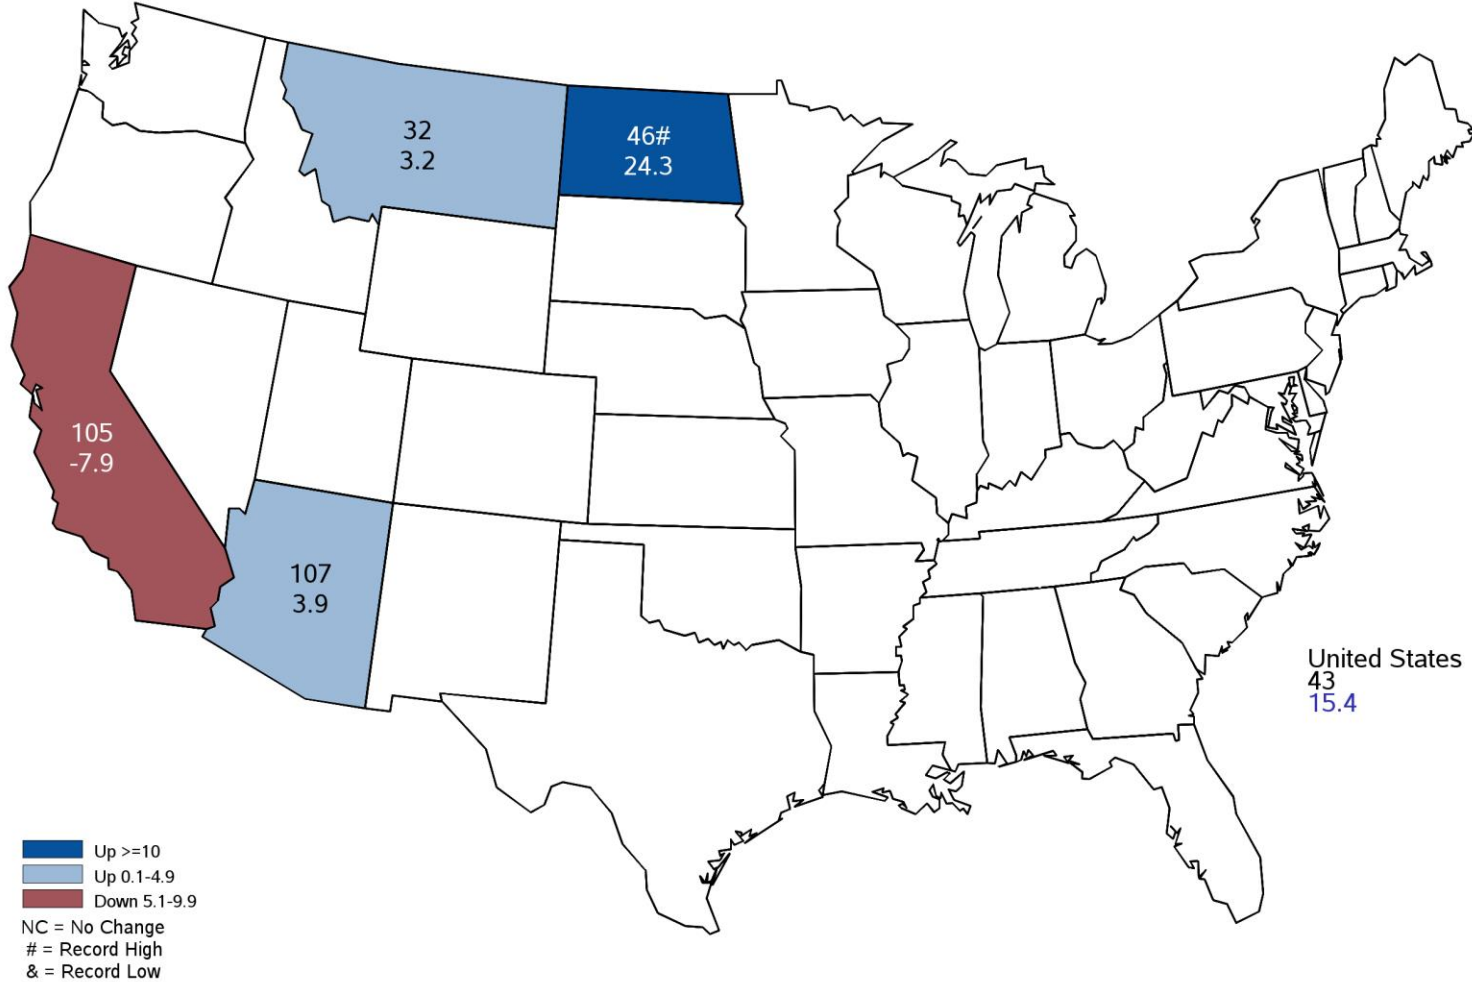 32
3.2
46#
24.3
105
-7.9
107
3.9
United States
43
15.4
Up >=10
Up 0.1-4.9
Down 5.1-9.9
NC = No Change
# = Record High
& = Record Low